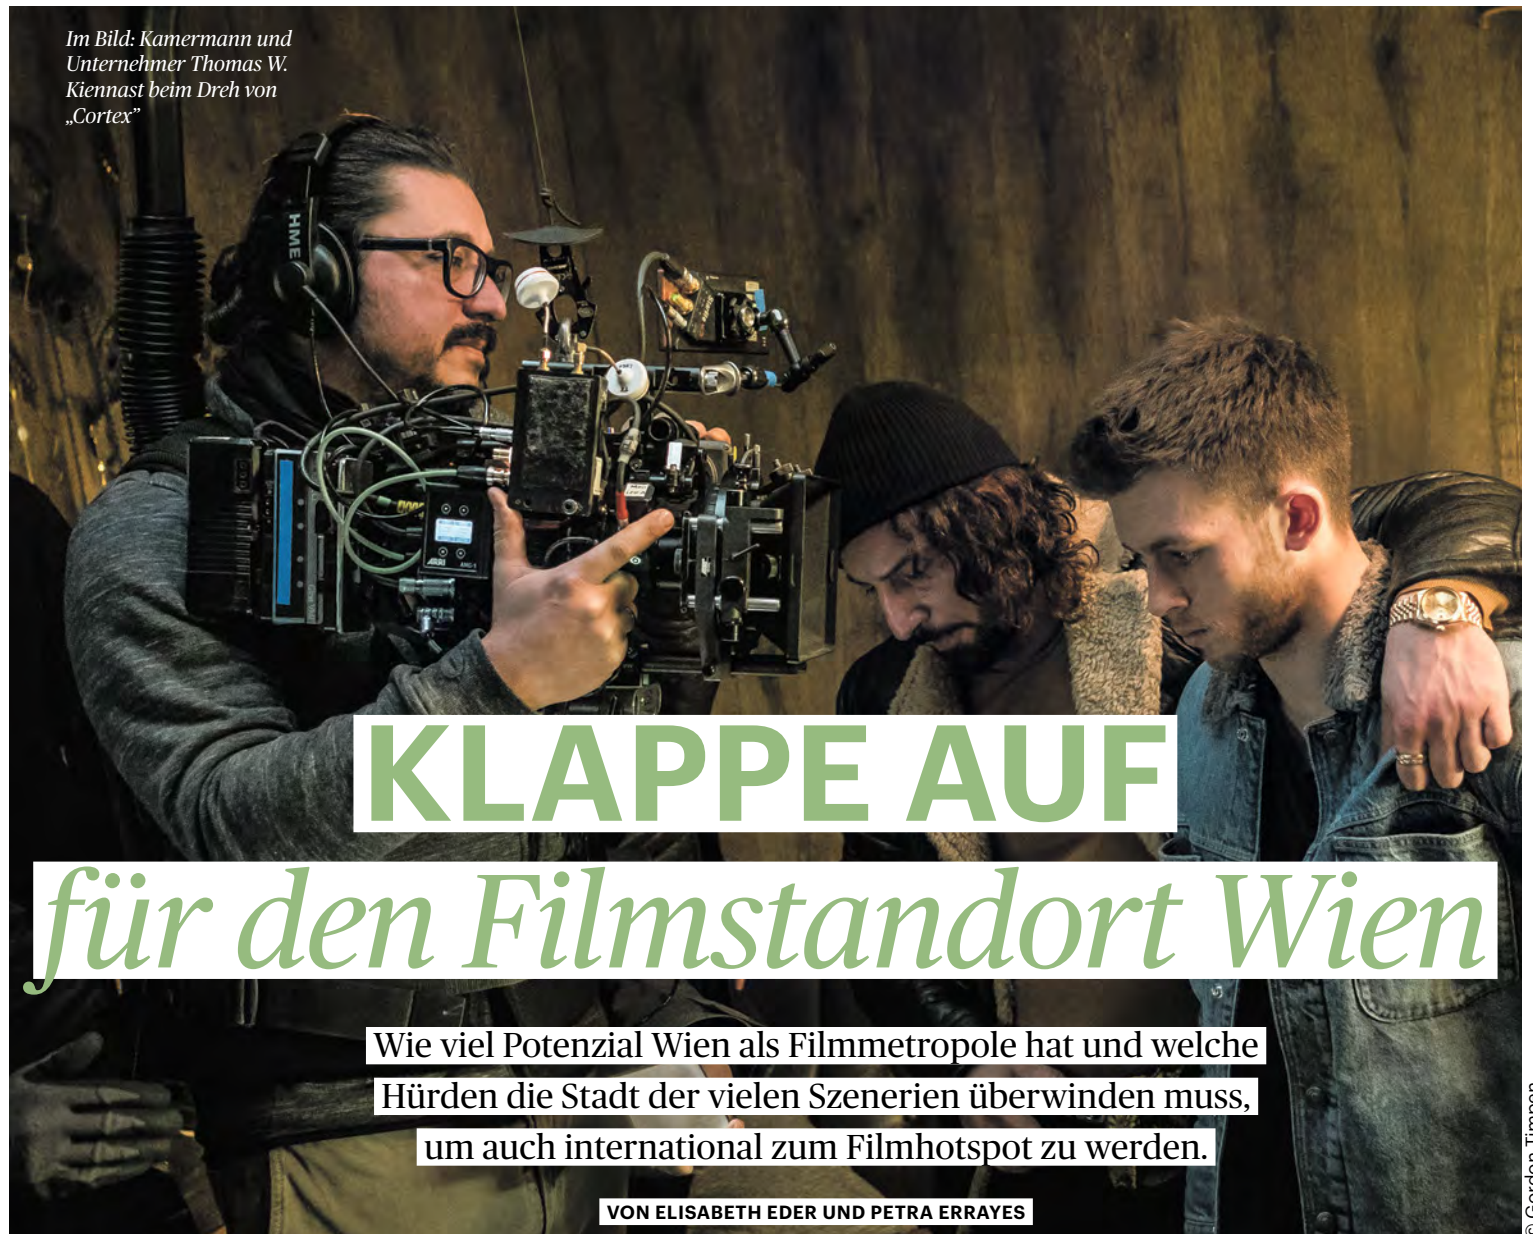 Im Bild: Kamermann und
Unternehmer Thomas W.
Kiennast beim Dreh von
„Cortex”
HME
ARRI
KLAPPE AUF
für den Filmstandort Wien
Wie viel Potenzial Wien als Filmmetropole hat und welche
Hürden die Stadt der vielen Szenerien überwinden muss,
um auch international zum Filmhotspot zu werden.
VON ELISABETH EDER UND PETRA ERRAYES
© Gordon Timpen